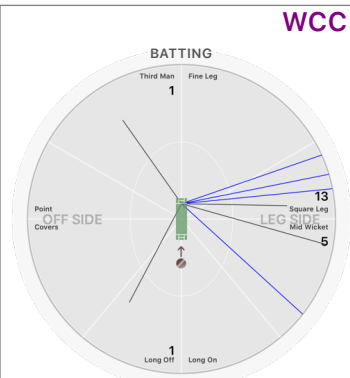 WCC
BATTING
Third Man Fine Leg
1
13
Point Square Leg
OFF SIDE LEG SIDE
Covers Mid Wicket
5
1
Long Off Long On